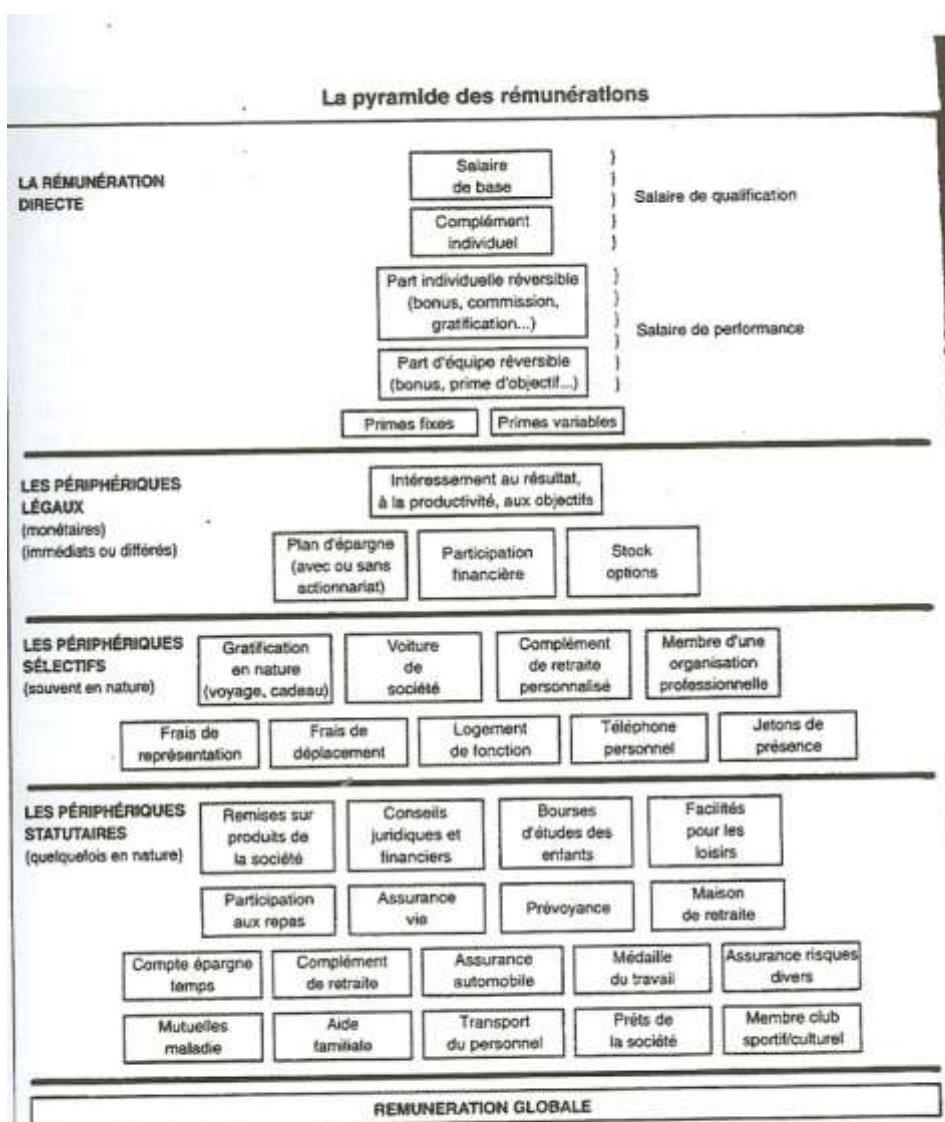 La pyramide des rémunérations
LA RÉMUNÉRATION
DIRECTE
Salaire
de base
Complément
individuel
Salaire de qualification
Part individuelle réversible
(bonus, commission,
gratification...)
Part d'équipe réversible
(bonus, prime d'objectif...)
Salaire de performance
Primes fixes
Primes variables
LES PÉRIPHÉRIQUES
LÉGAUX
(monétaires)
(immédiats ou différés)
Intéressement au résultat,
à la productivité, aux objectifs
Plan d'épargne
(avec ou sans
actionnariat)
Participation
financière
Stock
options
LES PÉRIPHÉRIQUES
SÉLECTIFS
(souvent en nature)
Gratification
en nature
(voyage, cadeau)
Voiture
de
société
Complément
de retraite
personnalisé
Membre d'une
organisation
professionnelle
Frais de
représentation
Frais de
déplacement
Logement
de fonction
Téléphone
personnel
Jetons de
présence
LES PÉRIPHÉRIQUES
STATUTAIRES
(quelquefois en nature)
Remises sur
produits de
la société
Conseils
juridiques et
financiers
Bourses
d'études des
enfants
Facilités
pour les
loisirs
Participation
aux repas
Assurance
vie
Prévoyance
Maison
de retraite
Compte épargne
temps
Complément
de retraite
Assurance
automobile
Médaille
du travail
Assurance risques
divers
Mutuelles
maladie
Aide
familiale
Transport
du personnel
Prêts de
la société
Membre club
sportif/culturel
REMUNERATION GLOBALE